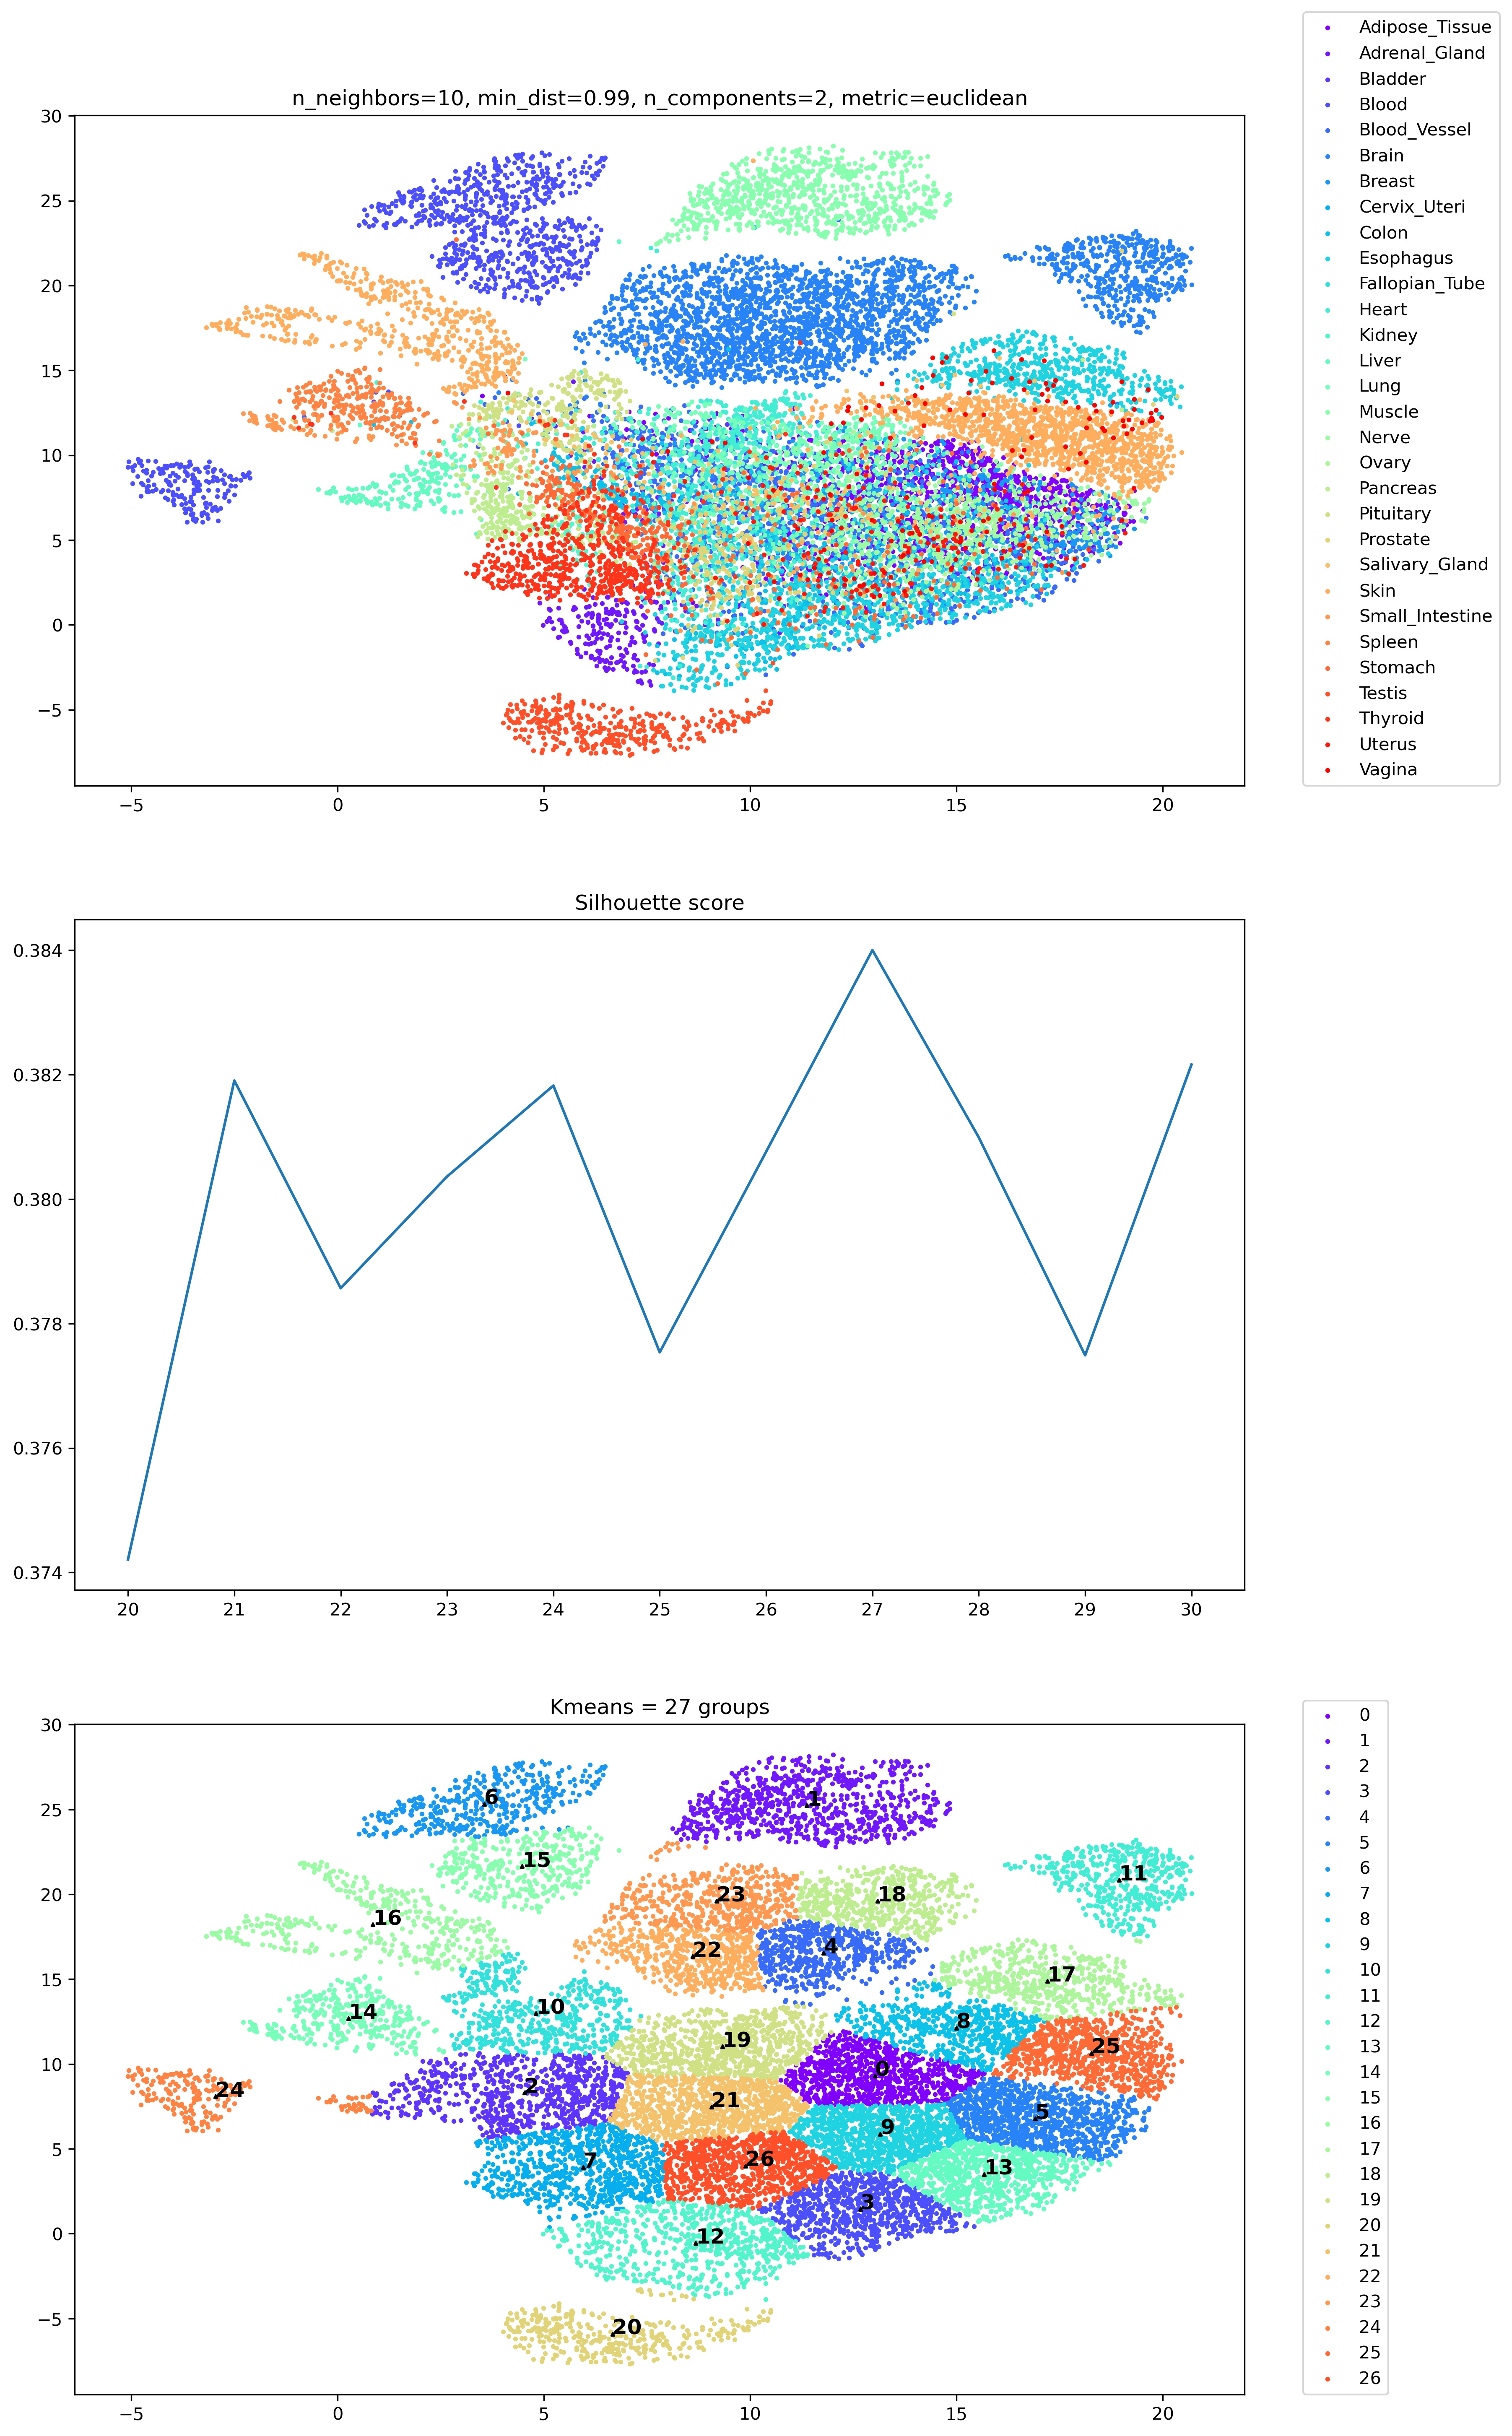 Adipose_Tissue
Adrenal_Gland
Bladder
Blood
Blood_Vessel
Brain
Breast
Cervix_Uteri
Colon
Esophagus
Fallopian_Tube
Heart
Kidney
Liver
Lung
Muscle
Nerve
Ovary
Pancreas
Pituitary
Prostate
Salivary_Gland
Skin
Small_Intestine
Spleen
Stomach
Testis
Thyroid
Uterus
Vagina
n_neighbors=10, min_dist=0.99, n_components=2, metric=euclidean
30
25
20
15
10
5
0
−5
−5 0 5 10 15 20
Silhouette score
0.384
0.382
0.380
0.378
0.376
0.374
20 21 22 23 24 25 26 27 28 29 30
Kmeans = 27 groups
30
25
20
15
10
5
0
−5
−5 0 5 10 15 20
6
1
15
11
23
18
16
22
4
17
14
10
8
19
25
0
24
2
21
5
9
7
26
13
3
12
20
0
1
2
3
4
5
6
7
8
9
10
11
12
13
14
15
16
17
18
19
20
21
22
23
24
25
26